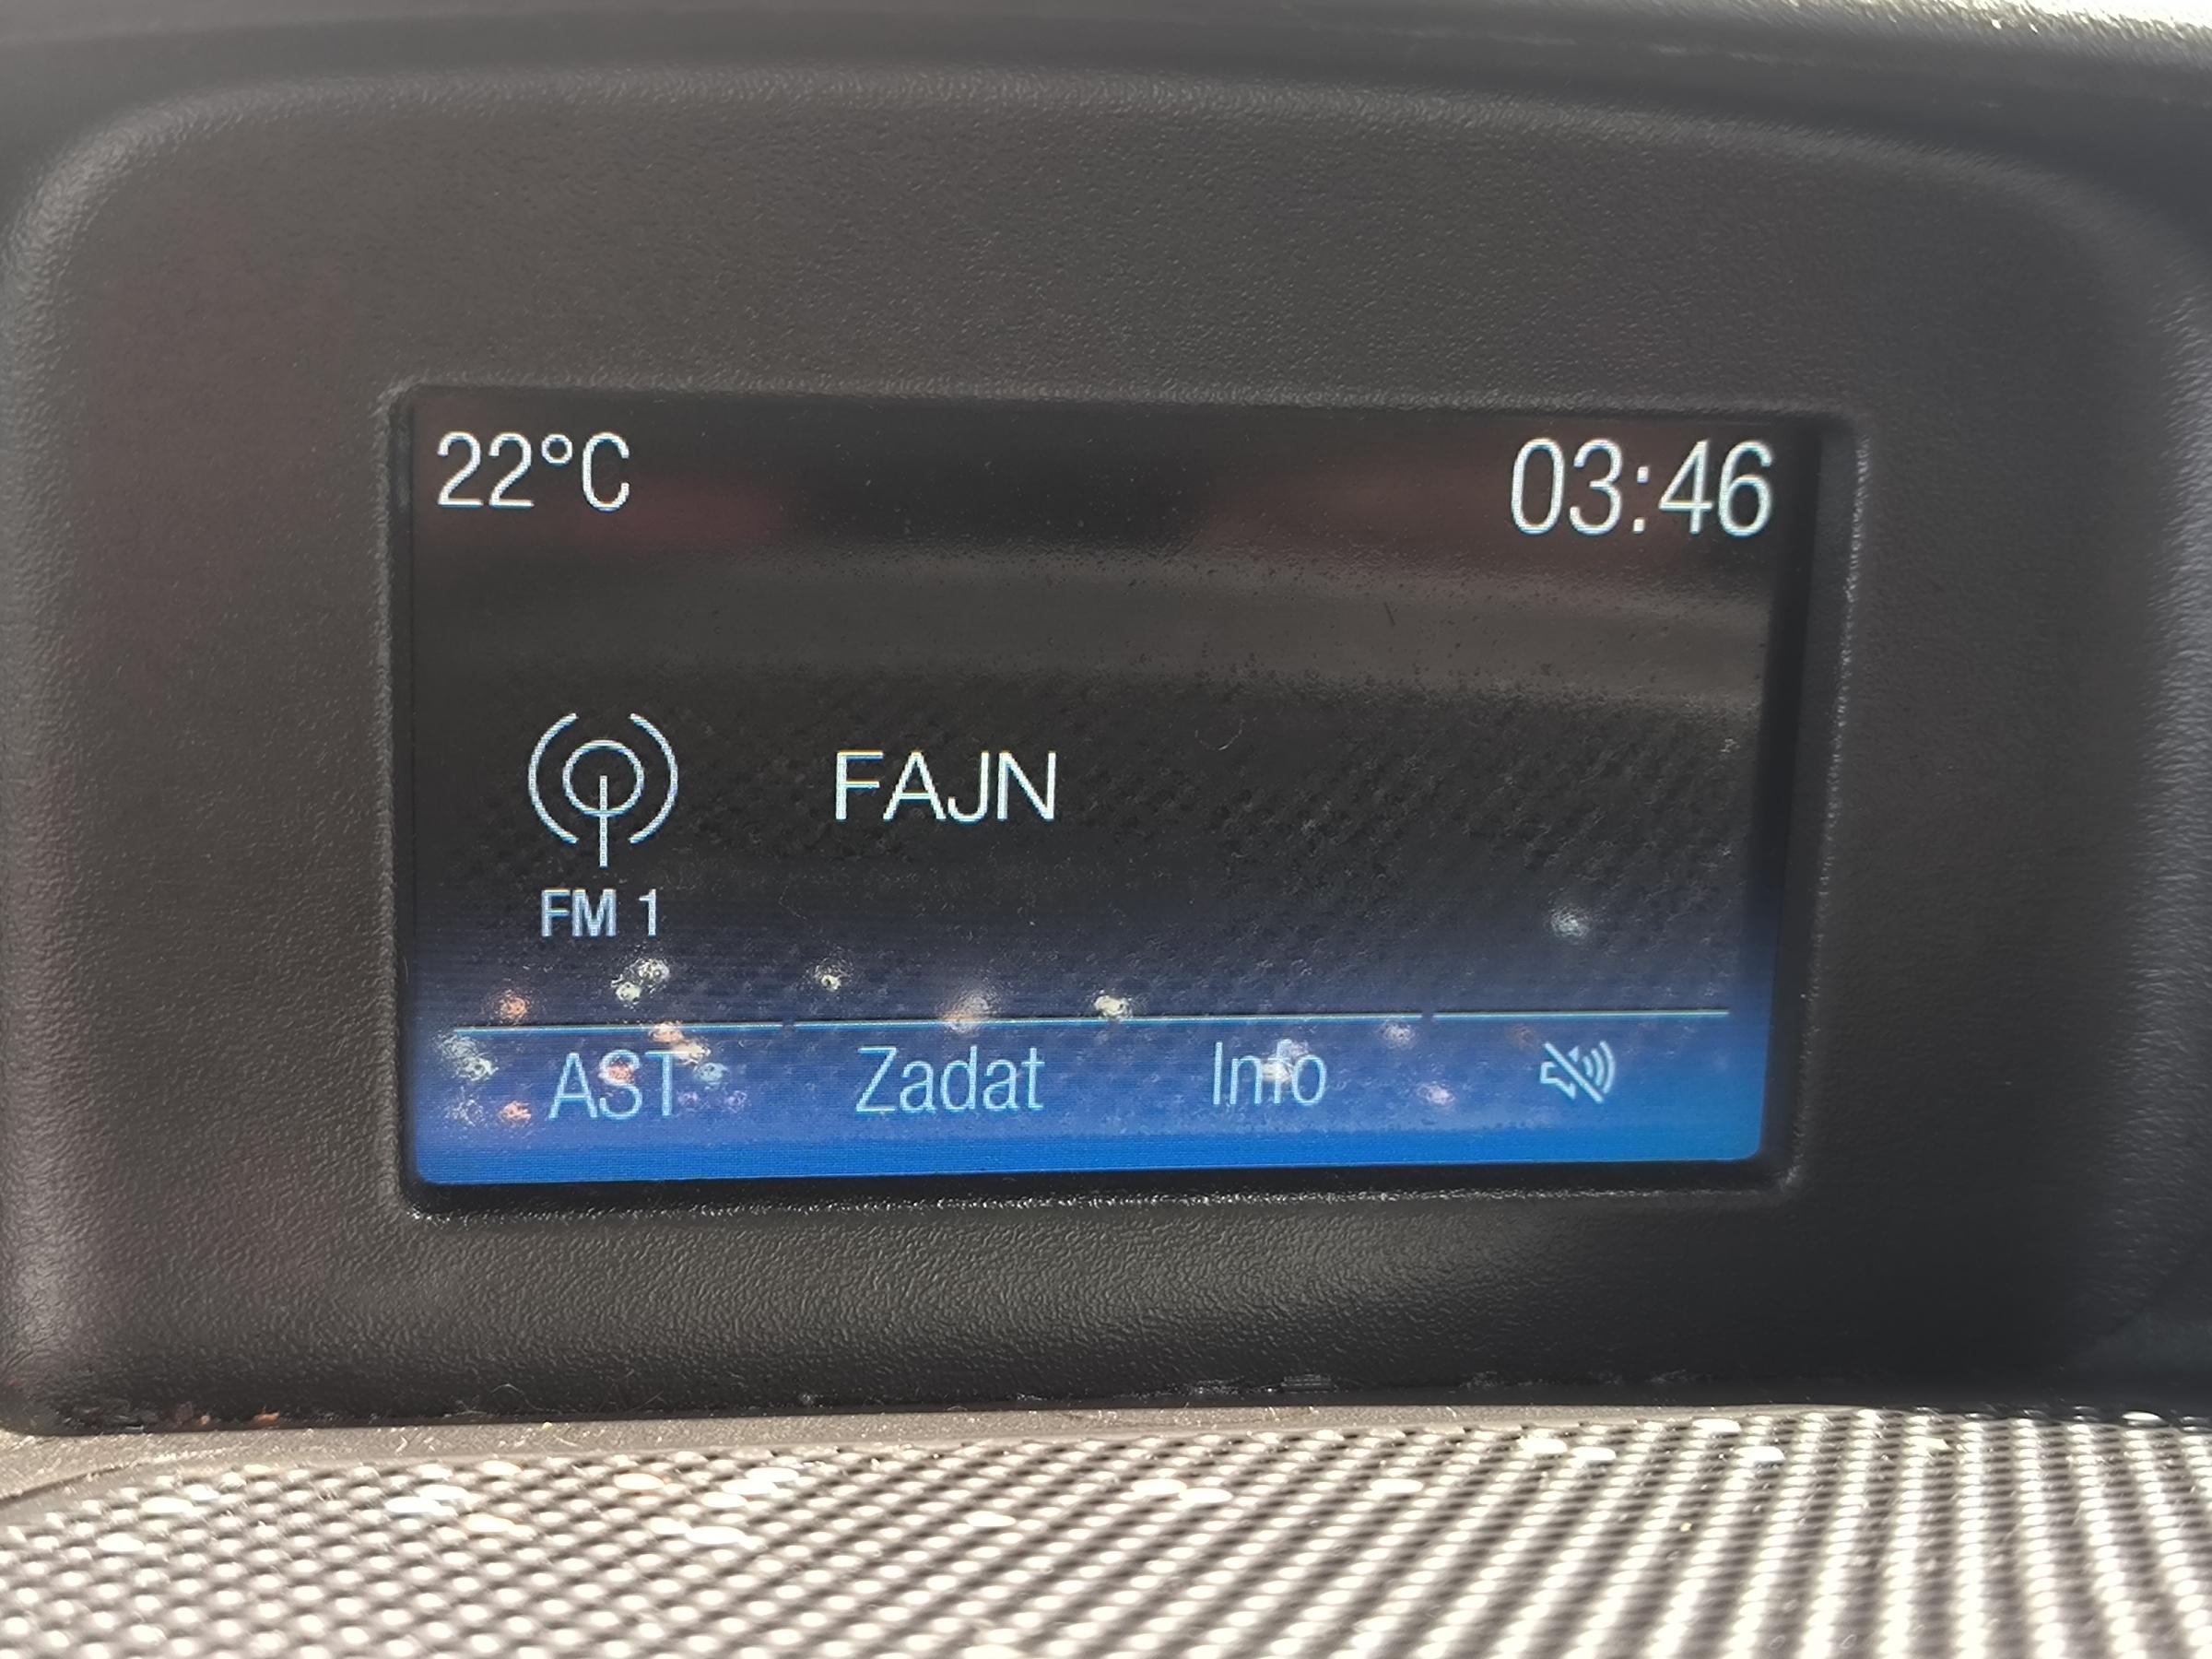 22°C 03:46
FAJN
FM 1
AST Zadat Info